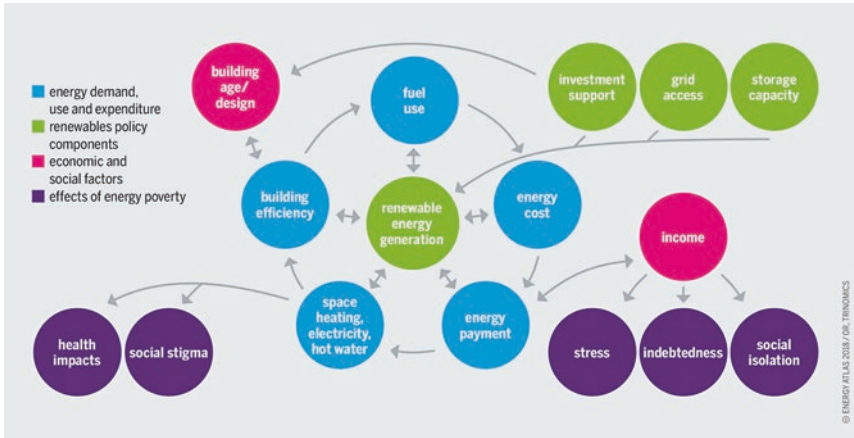 building
age/
design
fuel
use
investment
support
grid
access
storage
capacity
energy demand,
use and expenditure
renewables policy
components
economic and
social factors
effects of energy poverty
building
efficiency
renewable
energy
generation
energy
cost
income
space
heating,
electricity,
hot water
energy
payment
health
impacts
social stigma
stress
indebtedness
social
isolation
© ENERGY ATLAS 2018 / OR, TRINOMICS